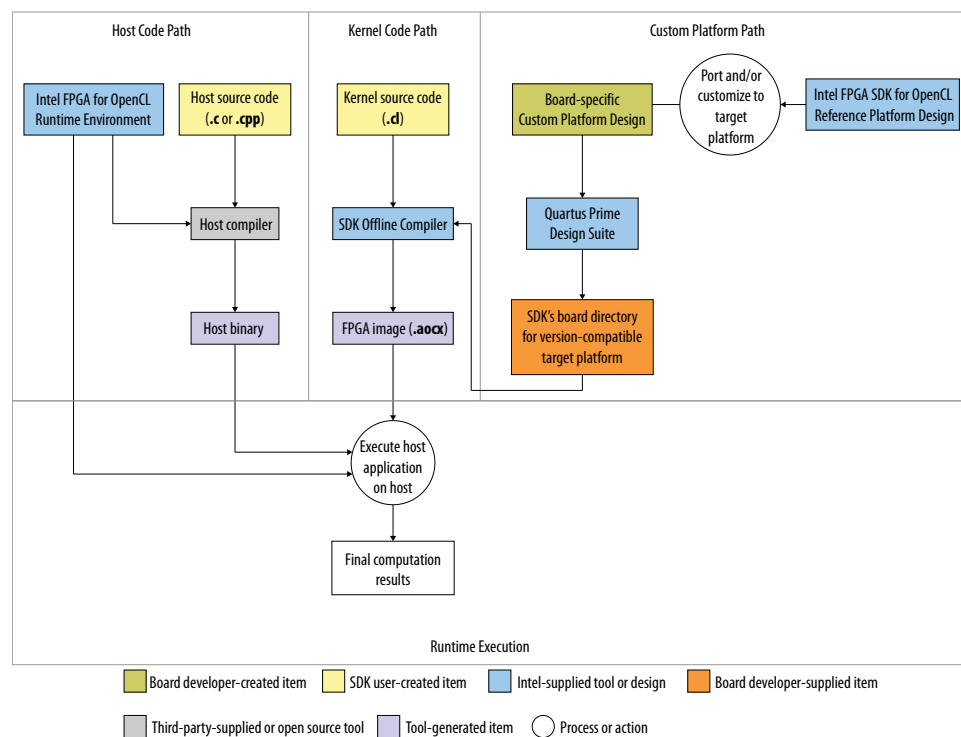 Host Code Path
Kernel Code Path
Custom Platform Path
Intel FPGA for OpenCL
Runtime Environment
Host source code
(.c or .cpp)
Kernel source code
(.cl)
Board-specific
Custom Platform Design
Port and/or
customize to
target
platform
Intel FPGA SDK for OpenCL
Reference Platform Design
Host compiler
SDK Offline Compiler
Quartus Prime
Design Suite
Host binary
FPGA image (.aocx)
SDK's board directory
for version-compatible
target platform
Execute host
application
on host
Final computation
results
Runtime Execution
Board developer-created item
SDK user-created item
Intel-supplied tool or design
Board developer-supplied item
Third-party-supplied or open source tool
Tool-generated item
Process or action